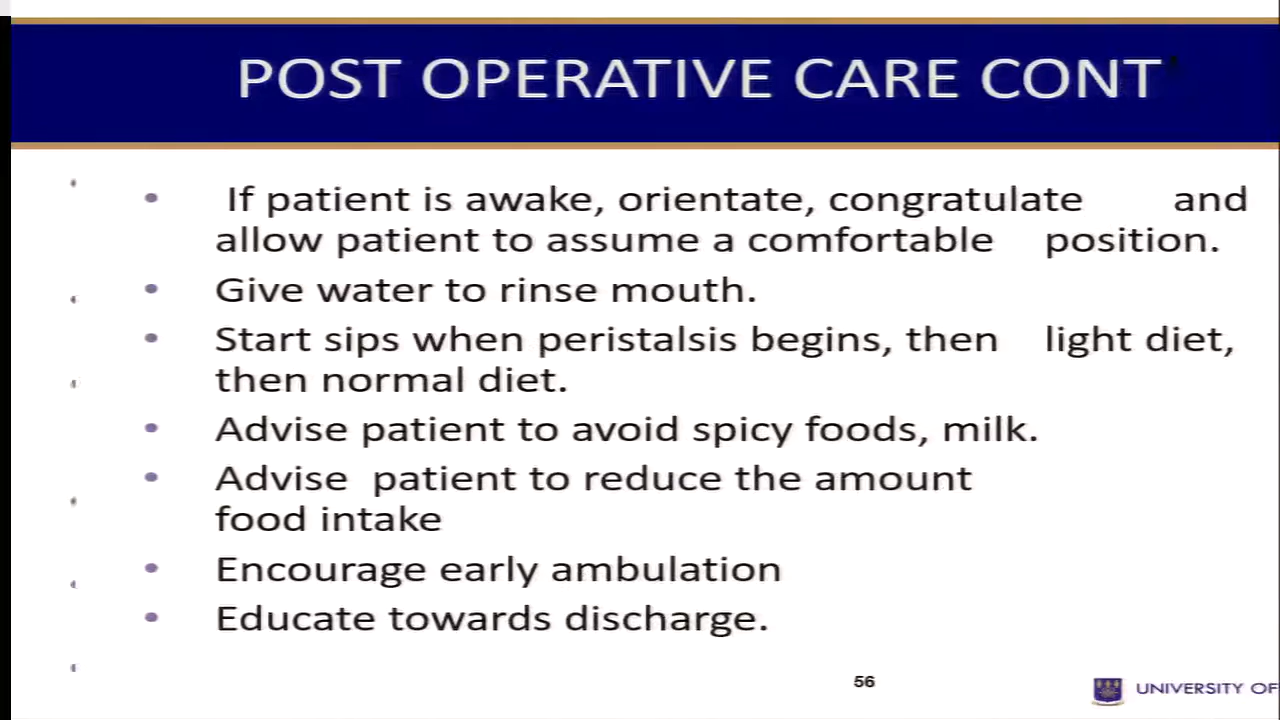 POST OPERATIVE CARE CONT
• If patient is awake, orientate, congratulate and
allow patient to assume a comfortable position.
• Give water to rinse mouth.
• Start sips when peristalsis begins, then light diet,
then normal diet.
• Advise patient to avoid spicy foods, milk.
• Advise patient to reduce the amount
food intake
• Encourage early ambulation
• Educate towards discharge.
56
UNIVERSITY OF